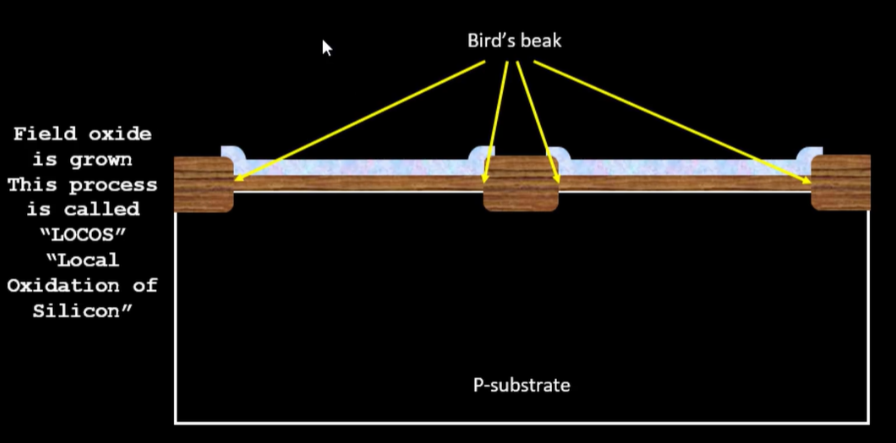 Bird's beak
Field oxide
is grown
This process
is called
“LOCOS”
“Local
Oxidation of
Silicon”
P-substrate